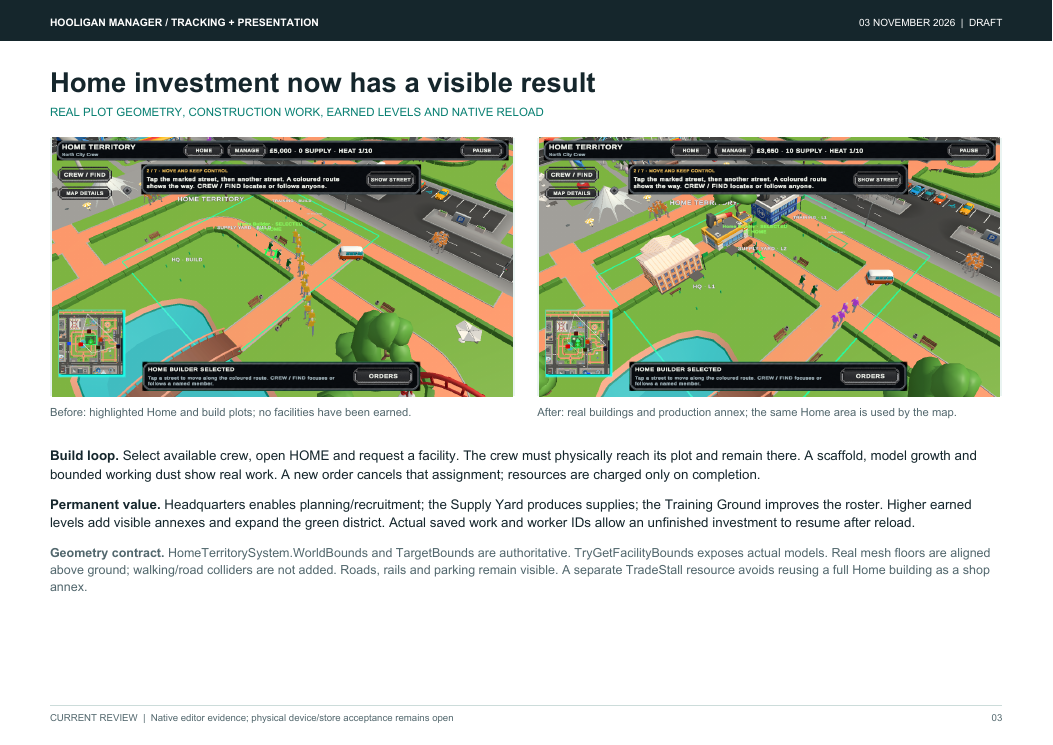 HOOLIGAN MANAGER / TRACKING + PRESENTATION
03 NOVEMBER 2026 | DRAFT
Home investment now has a visible result
REAL PLOT GEOMETRY, CONSTRUCTION WORK, EARNED LEVELS AND NATIVE RELOAD
HOME TERRITORY
North City Crew
HOME
MANAGE
£5,000 · 0 SUPPLY · HEAT 1/10
PAUSE
CREW / FIND
MAP DETAILS
2 / 7 · MOVE AND KEEP CONTROL
Tap the marked street, then another street. A coloured route
shows the way. CREW / FIND locates or follows anyone.
SHOW STREET
HOME TERRITORY
HQ · BUILD
HOME BUILDER SELECTED
Tap a street to move along the coloured route. CREW / FIND focuses or
follows a named member.
ORDERS
HOME TERRITORY
North City Crew
HOME
MANAGE
£3,650 · 10 SUPPLY · HEAT 1/10
PAUSE
CREW / FIND
MAP DETAILS
2 / 7 · MOVE AND KEEP CONTROL
Tap the marked street, then another street. A coloured route
shows the way. CREW / FIND locates or follows anyone.
SHOW STREET
HQ · L1
HOME BUILDER SELECTED
Tap a street to move along the coloured route. CREW / FIND focuses or
follows a named member.
ORDERS
Before: highlighted Home and build plots; no facilities have been earned.
After: real buildings and production annex; the same Home area is used by the map.
Build loop. Select available crew, open HOME and request a facility. The crew must physically reach its plot and remain there. A scaffold, model growth and
bounded working dust show real work. A new order cancels that assignment; resources are charged only on completion.
Permanent value. Headquarters enables planning/recruitment; the Supply Yard produces supplies; the Training Ground improves the roster. Higher earned
levels add visible annexes and expand the green district. Actual saved work and worker IDs allow an unfinished investment to resume after reload.
Geometry contract. HomeTerritorySystem.WorldBounds and TargetBounds are authoritative. TryGetFacilityBounds exposes actual models. Real mesh floors are aligned
above ground; walking/road colliders are not added. Roads, rails and parking remain visible. A separate TradeStall resource avoids reusing a full Home building as a shop
annex.
CURRENT REVIEW | Native editor evidence; physical device/store acceptance remains open
03